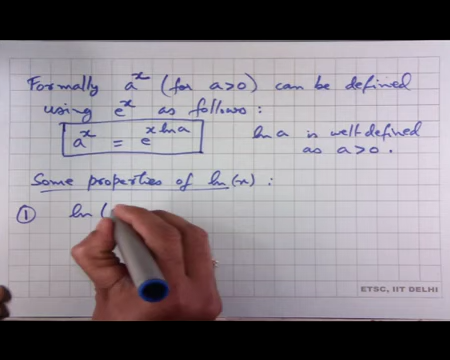 Formally a^x (for a>0) can be defined
using e^x as follows:
a^x = e^{x ln a}
ln a is well-defined
as a>0.
Some properties of ln(x):
① ln (
ETSC, IIT DELHI